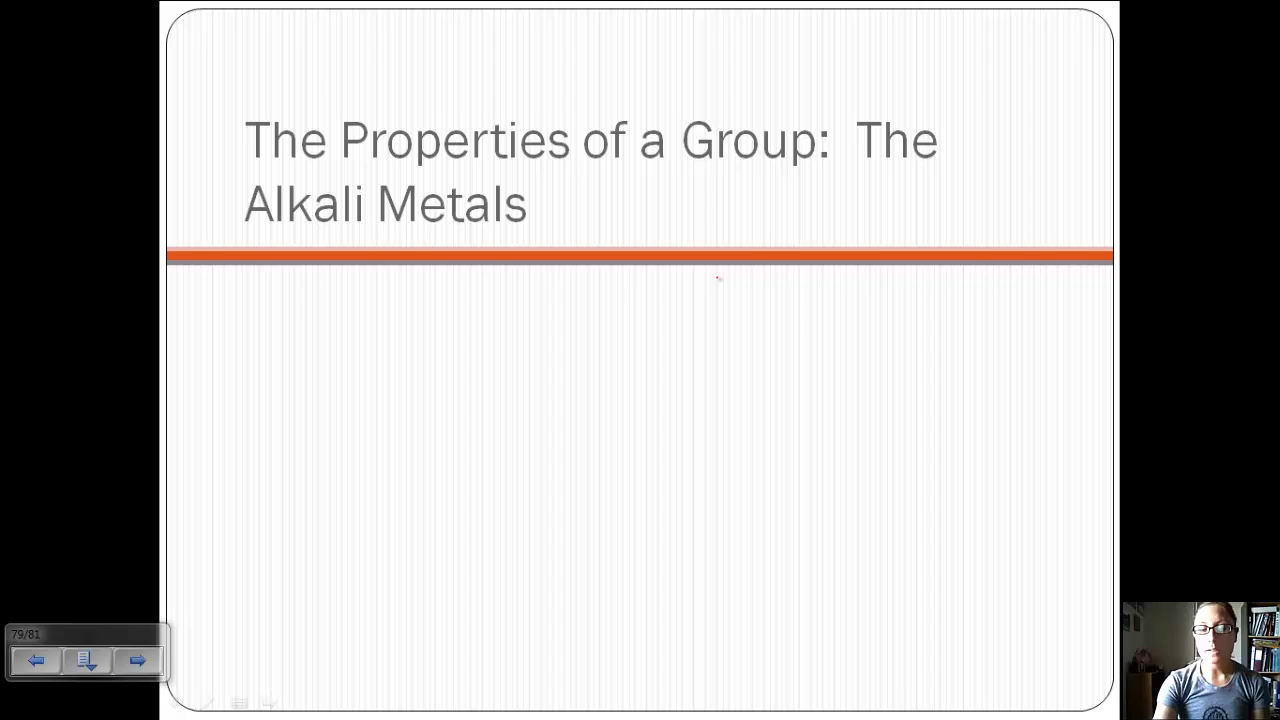 The Properties of a Group: The
Alkali Metals
79/81